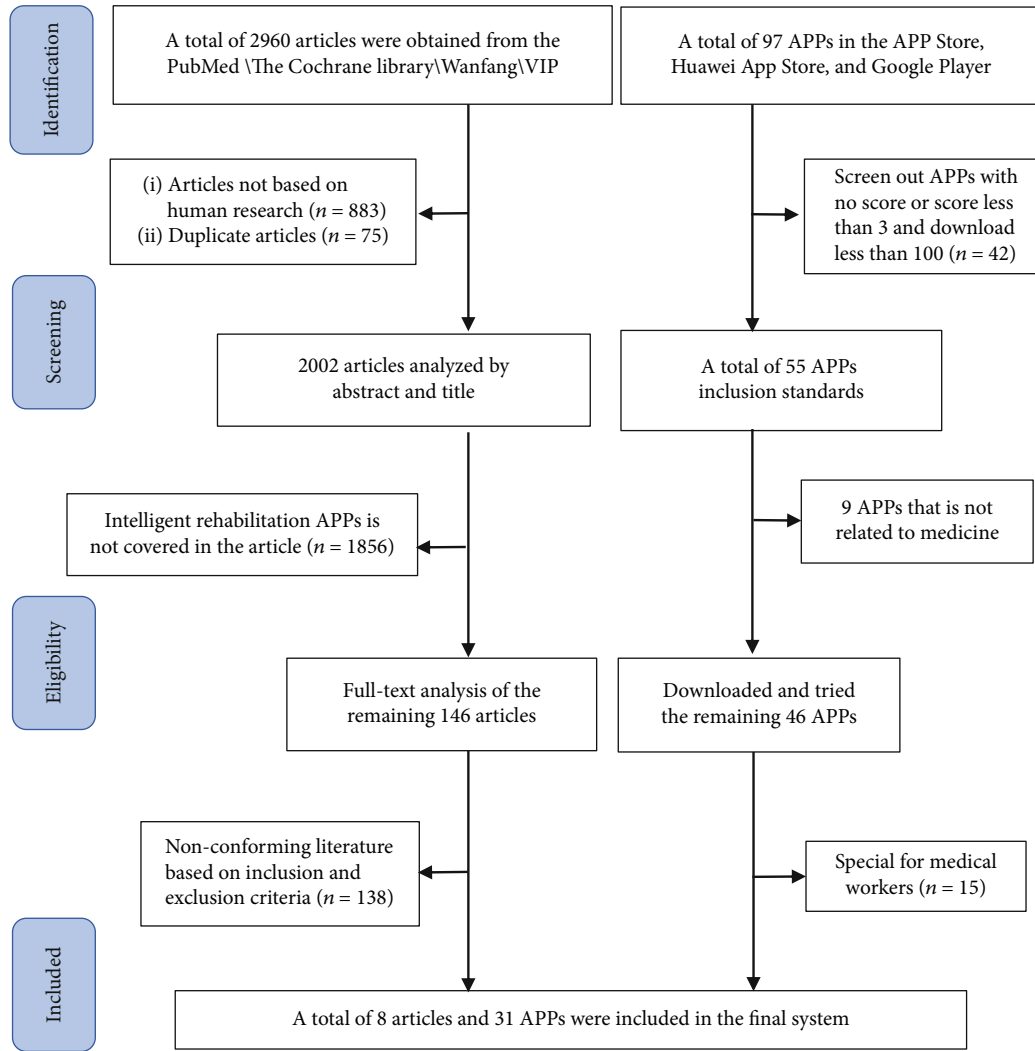 Identification
A total of 2960 articles were obtained from the
PubMed \The Cochrane library\Wanfang\VIP
A total of 97 APPs in the APP Store,
Huawei App Store, and Google Player
(i) Articles not based on
human research (n = 883)
(ii) Duplicate articles (n = 75)
Screen out APPs with
no score or score less
than 3 and download
less than 100 (n = 42)
Screening
2002 articles analyzed by
abstract and title
A total of 55 APPs
inclusion standards
Intelligent rehabilitation APPs is
not covered in the article (n = 1856)
9 APPs that is not
related to medicine
Eligibility
Full-text analysis of the
remaining 146 articles
Downloaded and tried
the remaining 46 APPs
Non-conforming literature
based on inclusion and
exclusion criteria (n = 138)
Special for medical
workers (n = 15)
Included
A total of 8 articles and 31 APPs were included in the final system